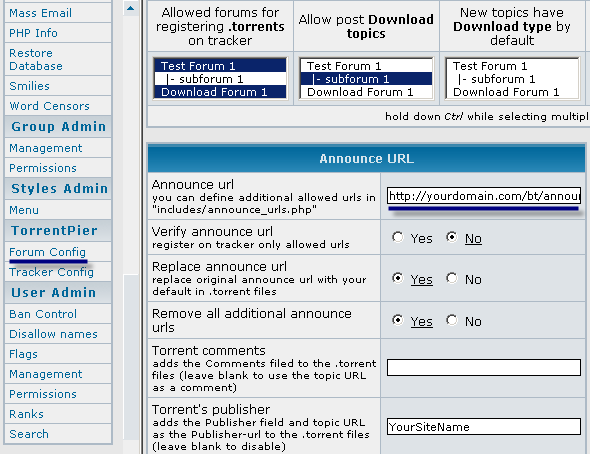 Mass Email
PHP Info
Restore
Database
Smilies
Word Censors
Group Admin
Management
Permissions
Styles Admin
Menu
TorrentPier
Forum Config
Tracker Config
User Admin
Ban Control
Disallow names
Flags
Management
Permissions
Ranks
Search
Allowed forums for
registering .torrents
on tracker
Allow post Download
topics
New topics have
Download type by
default
Test Forum 1
|- subforum 1
Download Forum 1
Test Forum 1
|- subforum 1
Download Forum 1
Test Forum 1
|- subforum 1
Download Forum 1
hold down Ctrl while selecting multipl
Announce URL
Announce url
you can define additional allowed urls in
"includes/announce_urls.php"
http://yourdomain.com/bt/annou
Verify announce url
register on tracker only allowed urls
Yes No
Replace announce url
replace original announce url with your
default in .torrent files
Yes No
Remove all additional announce
urls
Yes No
Torrent comments
adds the Comments filed to the .torrent
files (leave blank to use the topic URL
as a comment)
Torrent's publisher
adds the Publisher field and topic URL
as the Publisher-url to the .torrent files
(leave blank to disable)
YourSiteName